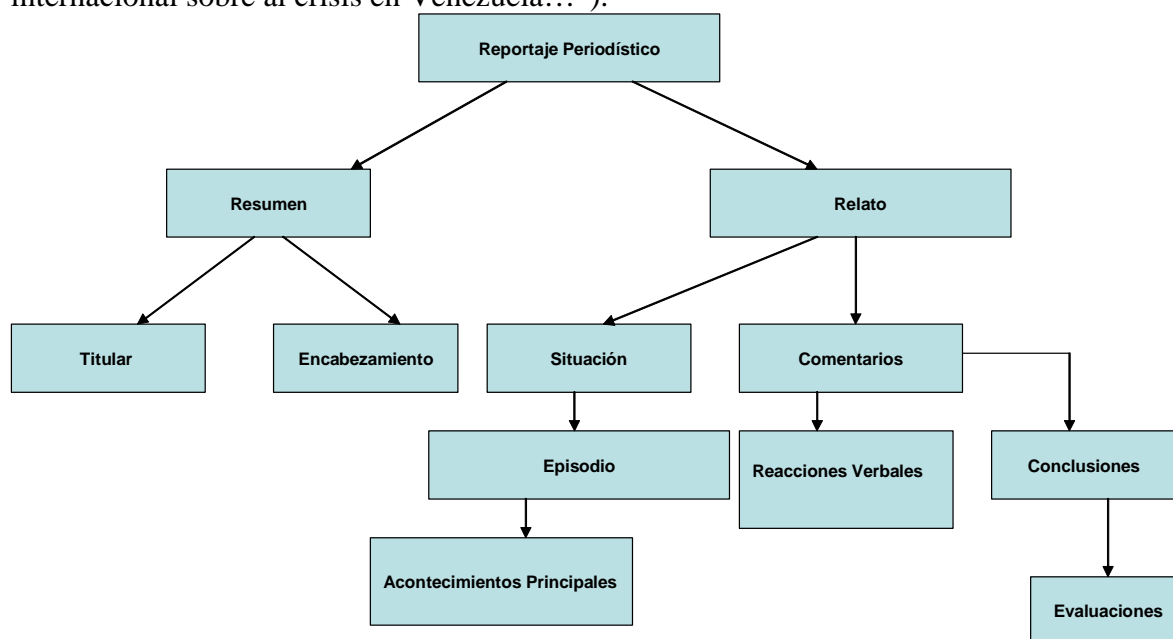 internacional sobre al crisis en Venezuela…”).
Reportaje Periodístico
Resumen
Relato
Titular
Encabezamiento
Situación
Comentarios
Episodio
Reacciones Verbales
Conclusiones
Acontecimientos Principales
Evaluaciones